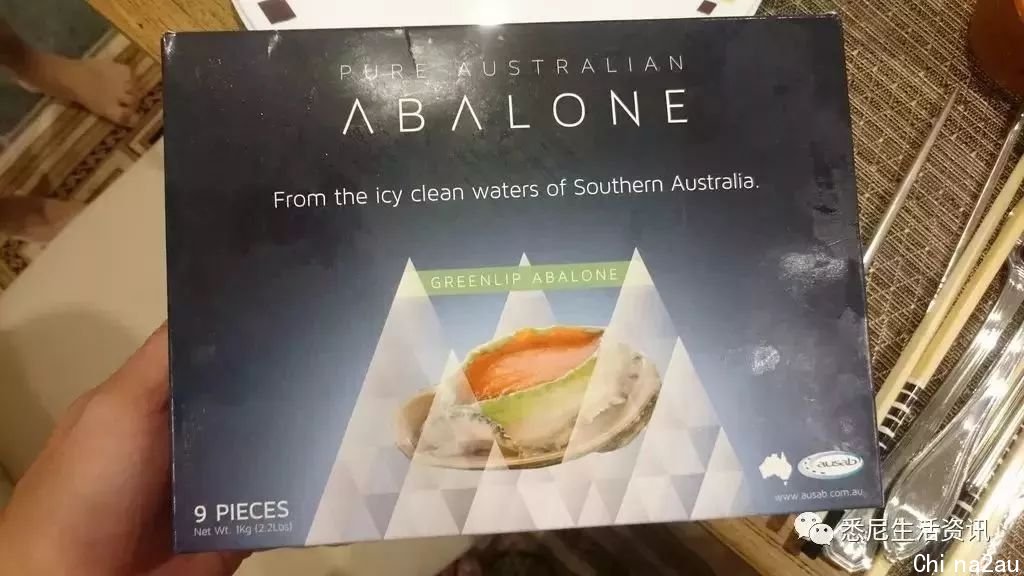 PURE AUSTRALIAN
ABALONE
From the icy clean waters of Southern Australia.
GREENLIP ABALONE
9 PIECES
Net Wt. 1Kg (2.2Lbs)
ausab
www.ausab.com.au
悉尼生活资讯
Chi na2au